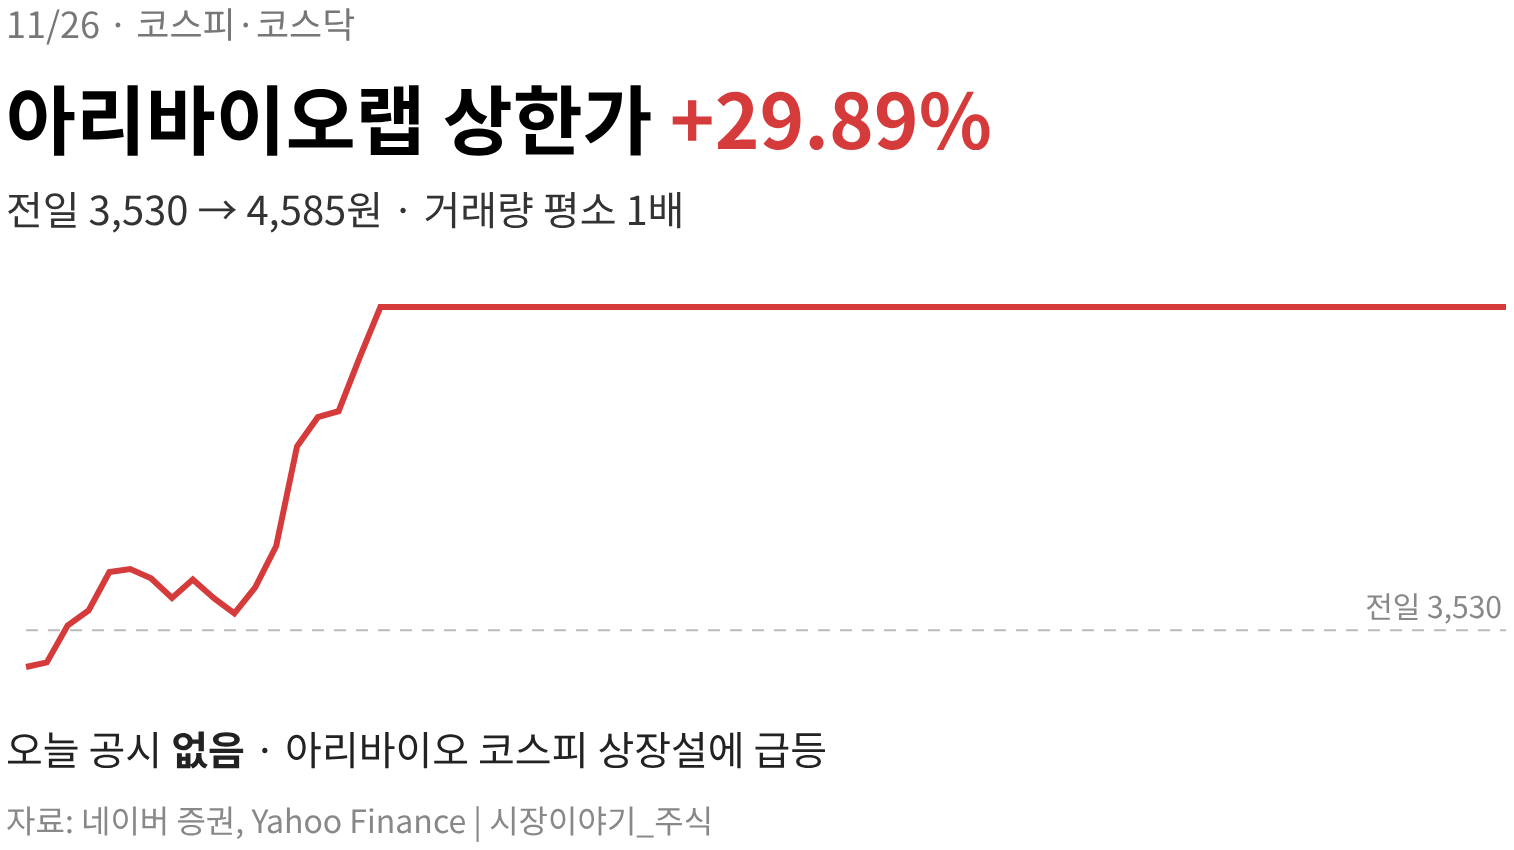 11/26 · 코스피·코스닥
아리바이오랩 상한가 +29.89%
전일 3,530 → 4,585원 · 거래량 평소 1배
전일 3,530
오늘 공시 없음 · 아리바이오 코스피 상장설에 급등
자료: 네이버 증권, Yahoo Finance | 시장이야기_주식